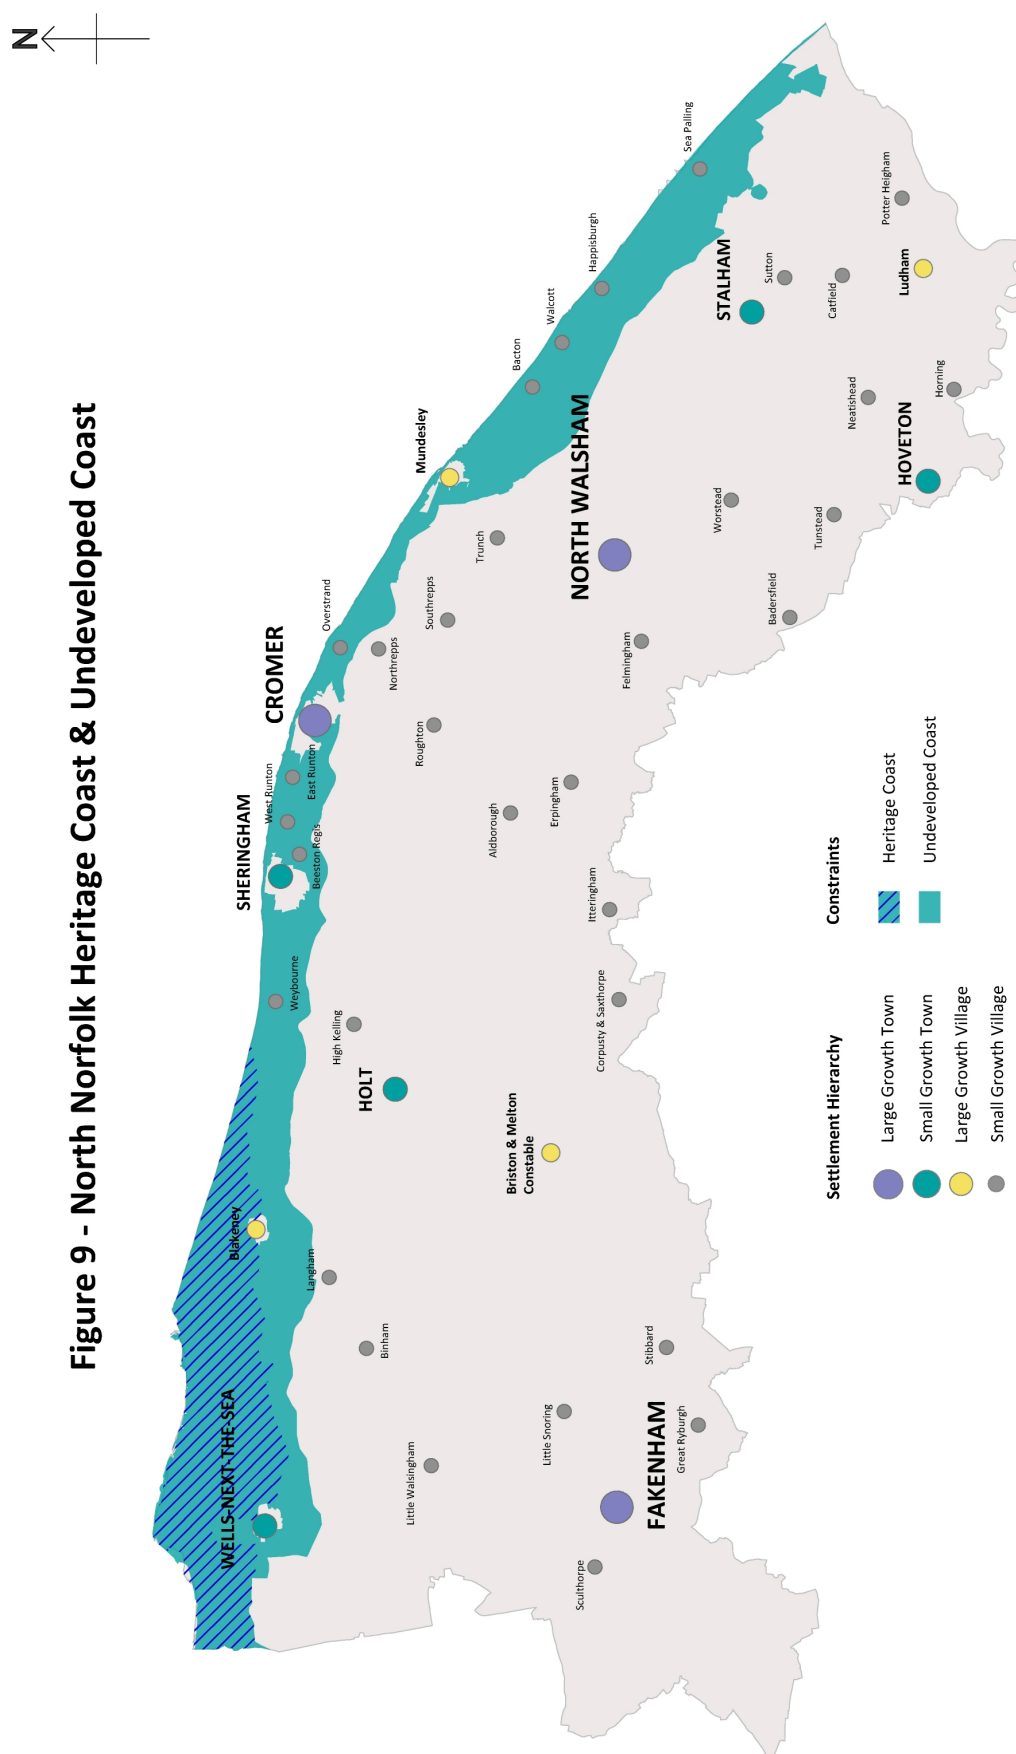 Figure 9 - North Norfolk Heritage Coast & Undeveloped Coast
N
WELLS-NEXT-THE-SEA
Blakeney
Weybourne
SHERINGHAM
Beeston Regis
West Runton
East Runton
CROMER
Overstrand
Northrepps
Southrepps
Trunch
Mundesley
Bacton
Walcott
Happisburgh
Sea Palling
Langham
Binham
High Kelling
HOLT
Roughton
Little Walsingham
Briston & Melton
Constable
Aldborough
Erpingham
Itteringham
Corpusty & Saxthorpe
Little Snoring
Stibbard
Sculthorpe
FAKENHAM
Great Ryburgh
Felmingham
NORTH WALSHAM
Worstead
Badersfield
Tunstead
STALHAM
Sutton
Catfield
Neatishead
HOVETON
Horning
Ludham
Potter Heigham
Settlement Hierarchy
Large Growth Town
Small Growth Town
Large Growth Village
Small Growth Village
Constraints
Heritage Coast
Undeveloped Coast